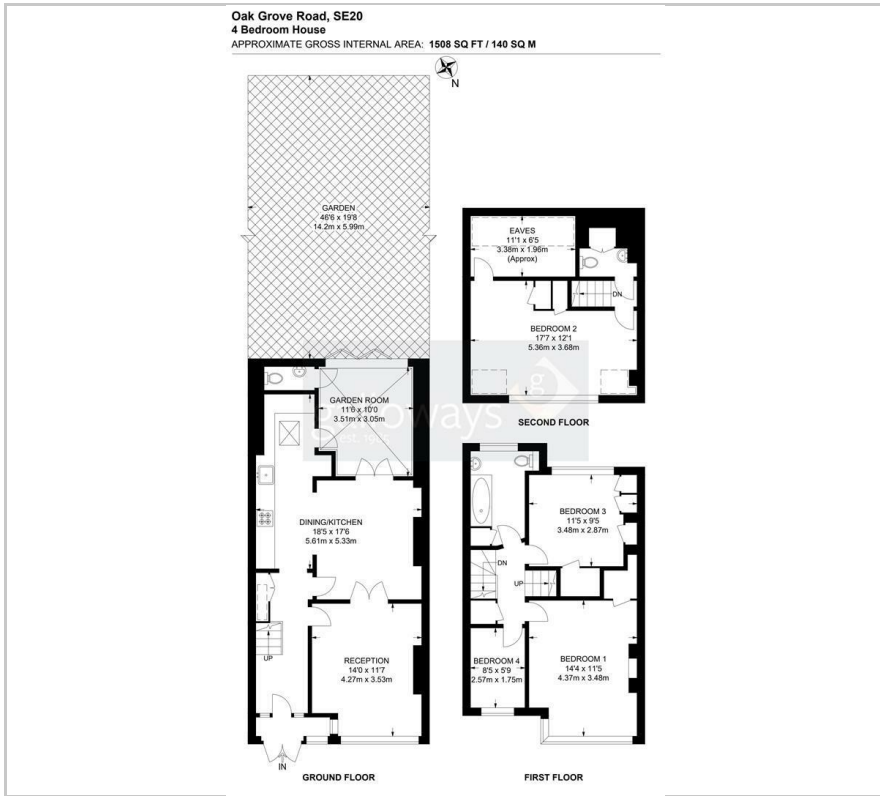 Oak Grove Road, SE20
4 Bedroom House
APPROXIMATE GROSS INTERNAL AREA: 1508 SQ FT / 140 SQ M
N
GARDEN
46'6 x 19'8
14.2m x 5.99m
EAVES
11'1 x 6'5
3.38m x 1.96m
(Approx)
DN
BEDROOM 2
17'7 x 12'1
5.36m x 3.68m
SECOND FLOOR
GARDEN ROOM
11'6 x 10'0
3.51m x 3.05m
DINING/KITCHEN
18'5 x 17'6
5.61m x 5.33m
UP
RECEPTION
14'0 x 11'7
4.27m x 3.53m
IN
GROUND FLOOR
BEDROOM 3
11'5 x 9'5
3.48m x 2.87m
DN
UP
BEDROOM 4
8'5 x 5'9
2.57m x 1.75m
BEDROOM 1
14'4 x 11'5
4.37m x 3.48m
FIRST FLOOR
g